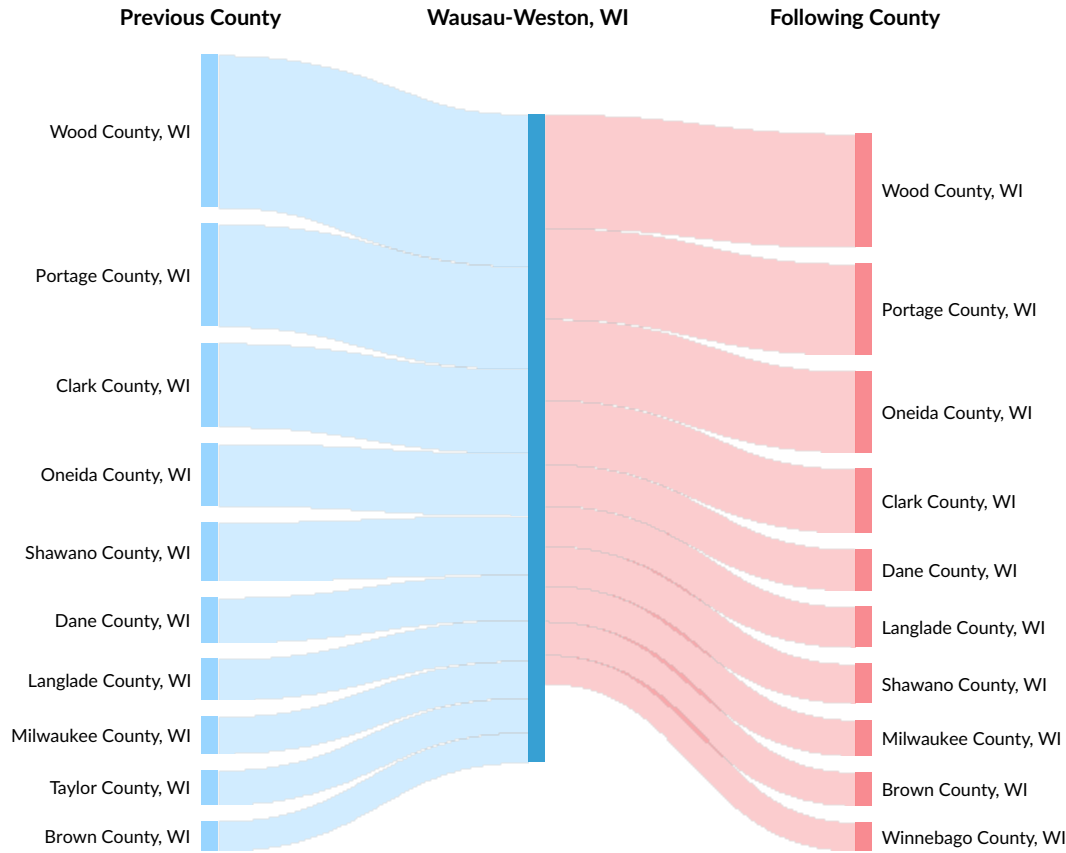 Previous County
Wausau-Weston, WI
Following County
Wood County, WI
Portage County, WI
Clark County, WI
Oneida County, WI
Shawano County, WI
Dane County, WI
Langlade County, WI
Milwaukee County, WI
Taylor County, WI
Brown County, WI
Wood County, WI
Portage County, WI
Oneida County, WI
Clark County, WI
Dane County, WI
Langlade County, WI
Shawano County, WI
Milwaukee County, WI
Brown County, WI
Winnebago County, WI